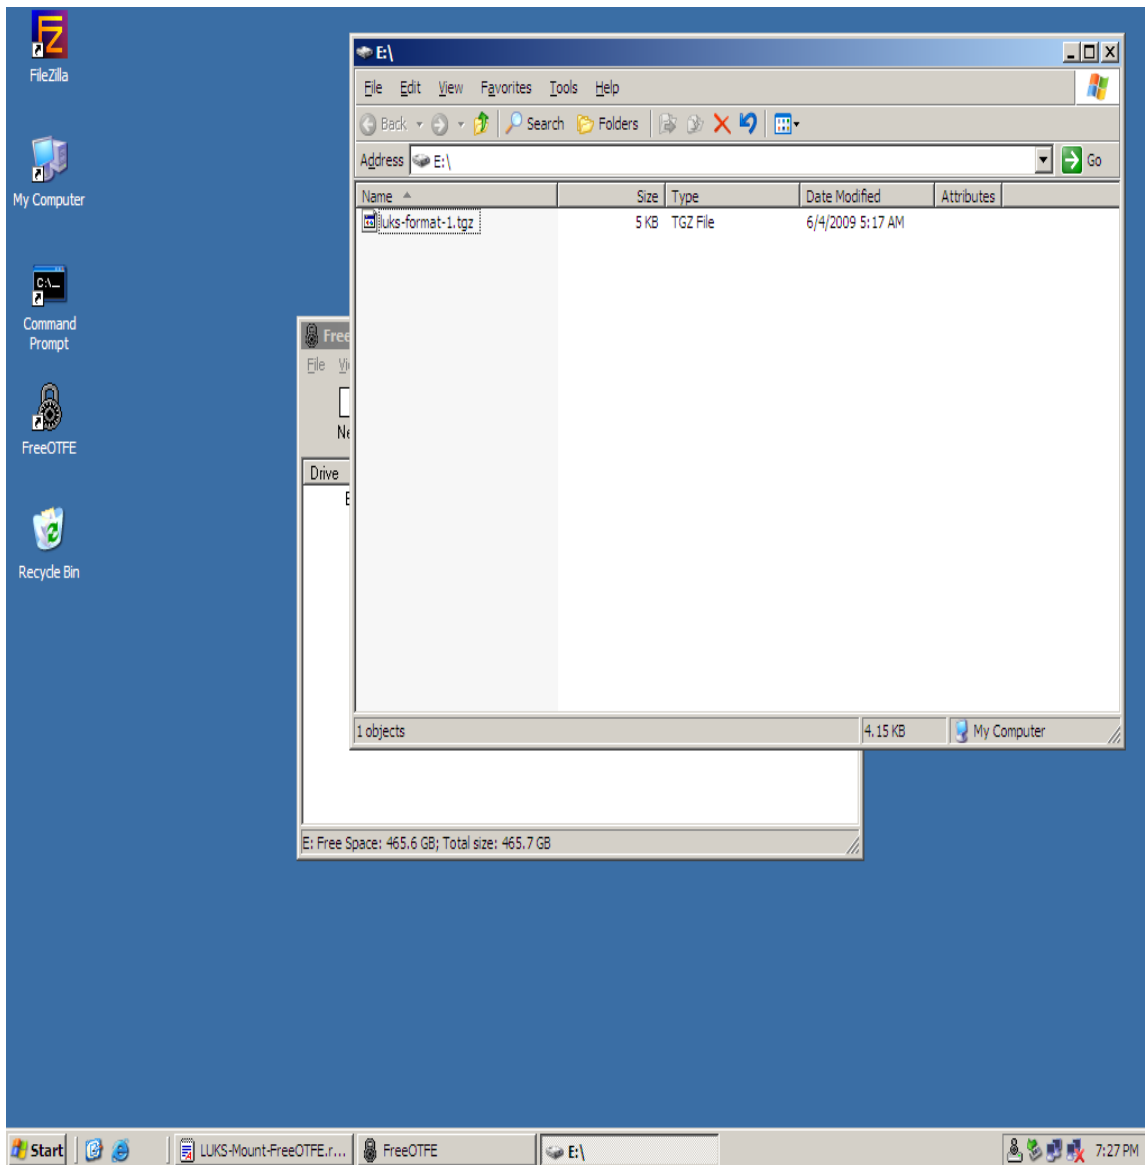 FileZilla
My Computer
C:\_
Command
Prompt
FreeOTFE
Recycle Bin
E:\
File Edit View Favorites Tools Help
Back Search Folders
Address E:\ Go
Name Size Type Date Modified Attributes
luks-format-1.tgz 5 KB TGZ File 6/4/2009 5:17 AM
1 objects 4.15 KB My Computer
Free
File Vi
Ne
Drive
E
E: Free Space: 465.6 GB; Total size: 465.7 GB
Start LUKS-Mount-FreeOTFE.r... FreeOTFE E:\ 7:27 PM